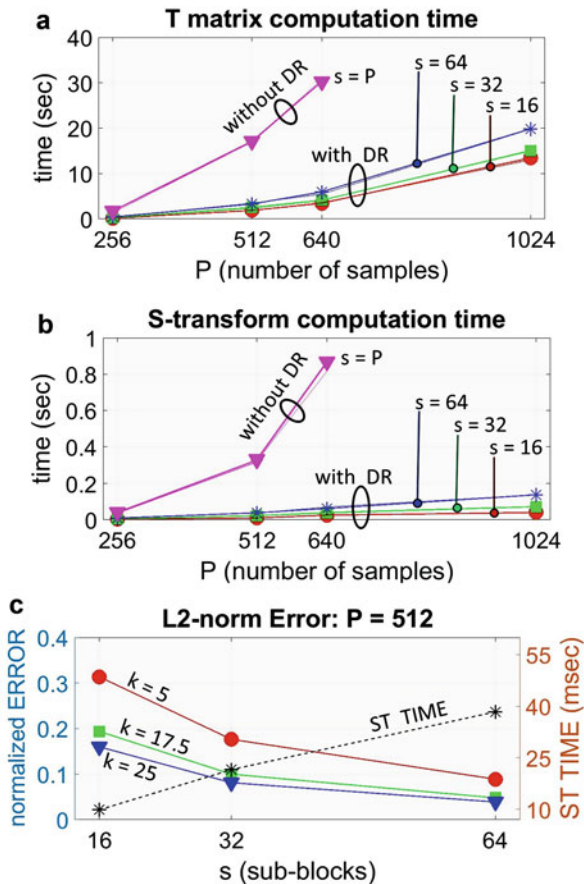 a T matrix computation time
40
30
20
10
0
time (sec)
without DR
s = P
with DR
s = 64
s = 32
s = 16
256 512 640 1024
P (number of samples)
b S-transform computation time
1
0.8
0.6
0.4
0.2
0
time (sec)
without DR
s = P
with DR
s = 64
s = 32
s = 16
256 512 640 1024
P (number of samples)
c L2-norm Error: P = 512
0.4
0.3
0.2
0.1
0
normalized ERROR
k = 5
k = 17.5
k = 25
ST TIME
55
40
25
10
ST TIME (msec)
16 32 64
s (sub-blocks)